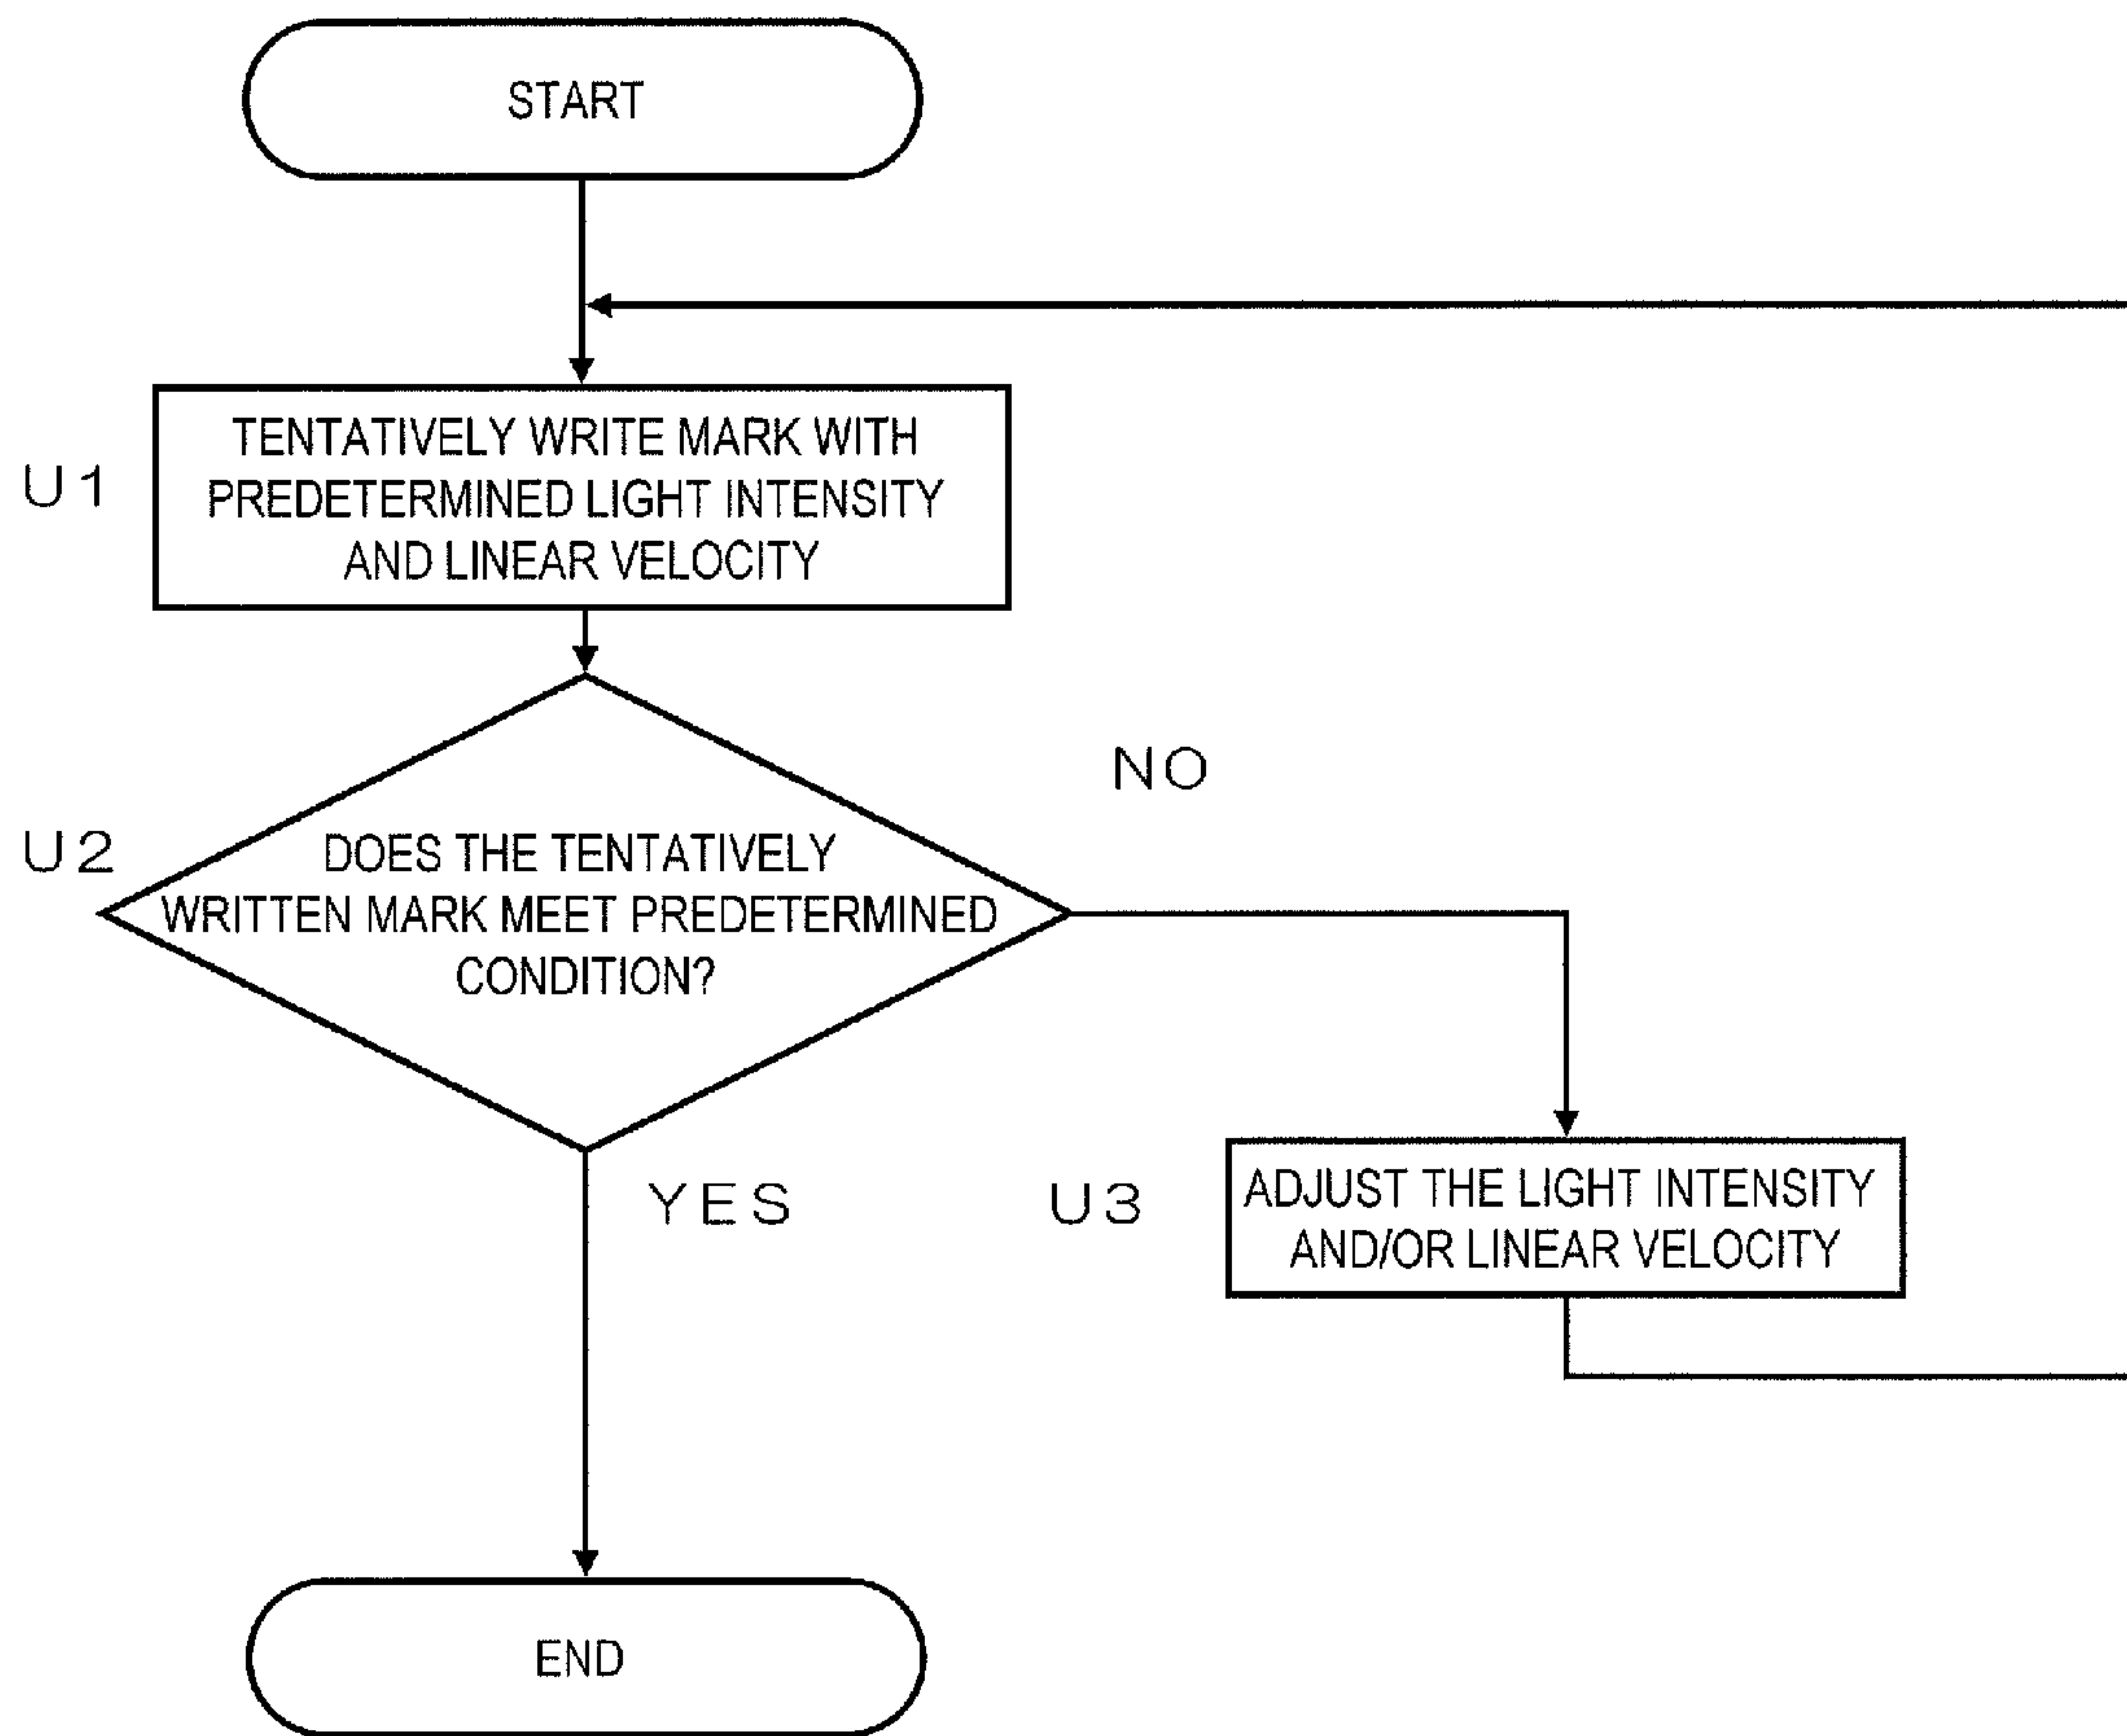 START
U1
TENTATIVELY WRITE MARK WITH
PREDETERMINED LIGHT INTENSITY
AND LINEAR VELOCITY
NO
U2
DOES THE TENTATIVELY
WRITTEN MARK MEET PREDETERMINED
CONDITION?
YES
U3
ADJUST THE LIGHT INTENSITY
AND/OR LINEAR VELOCITY
END